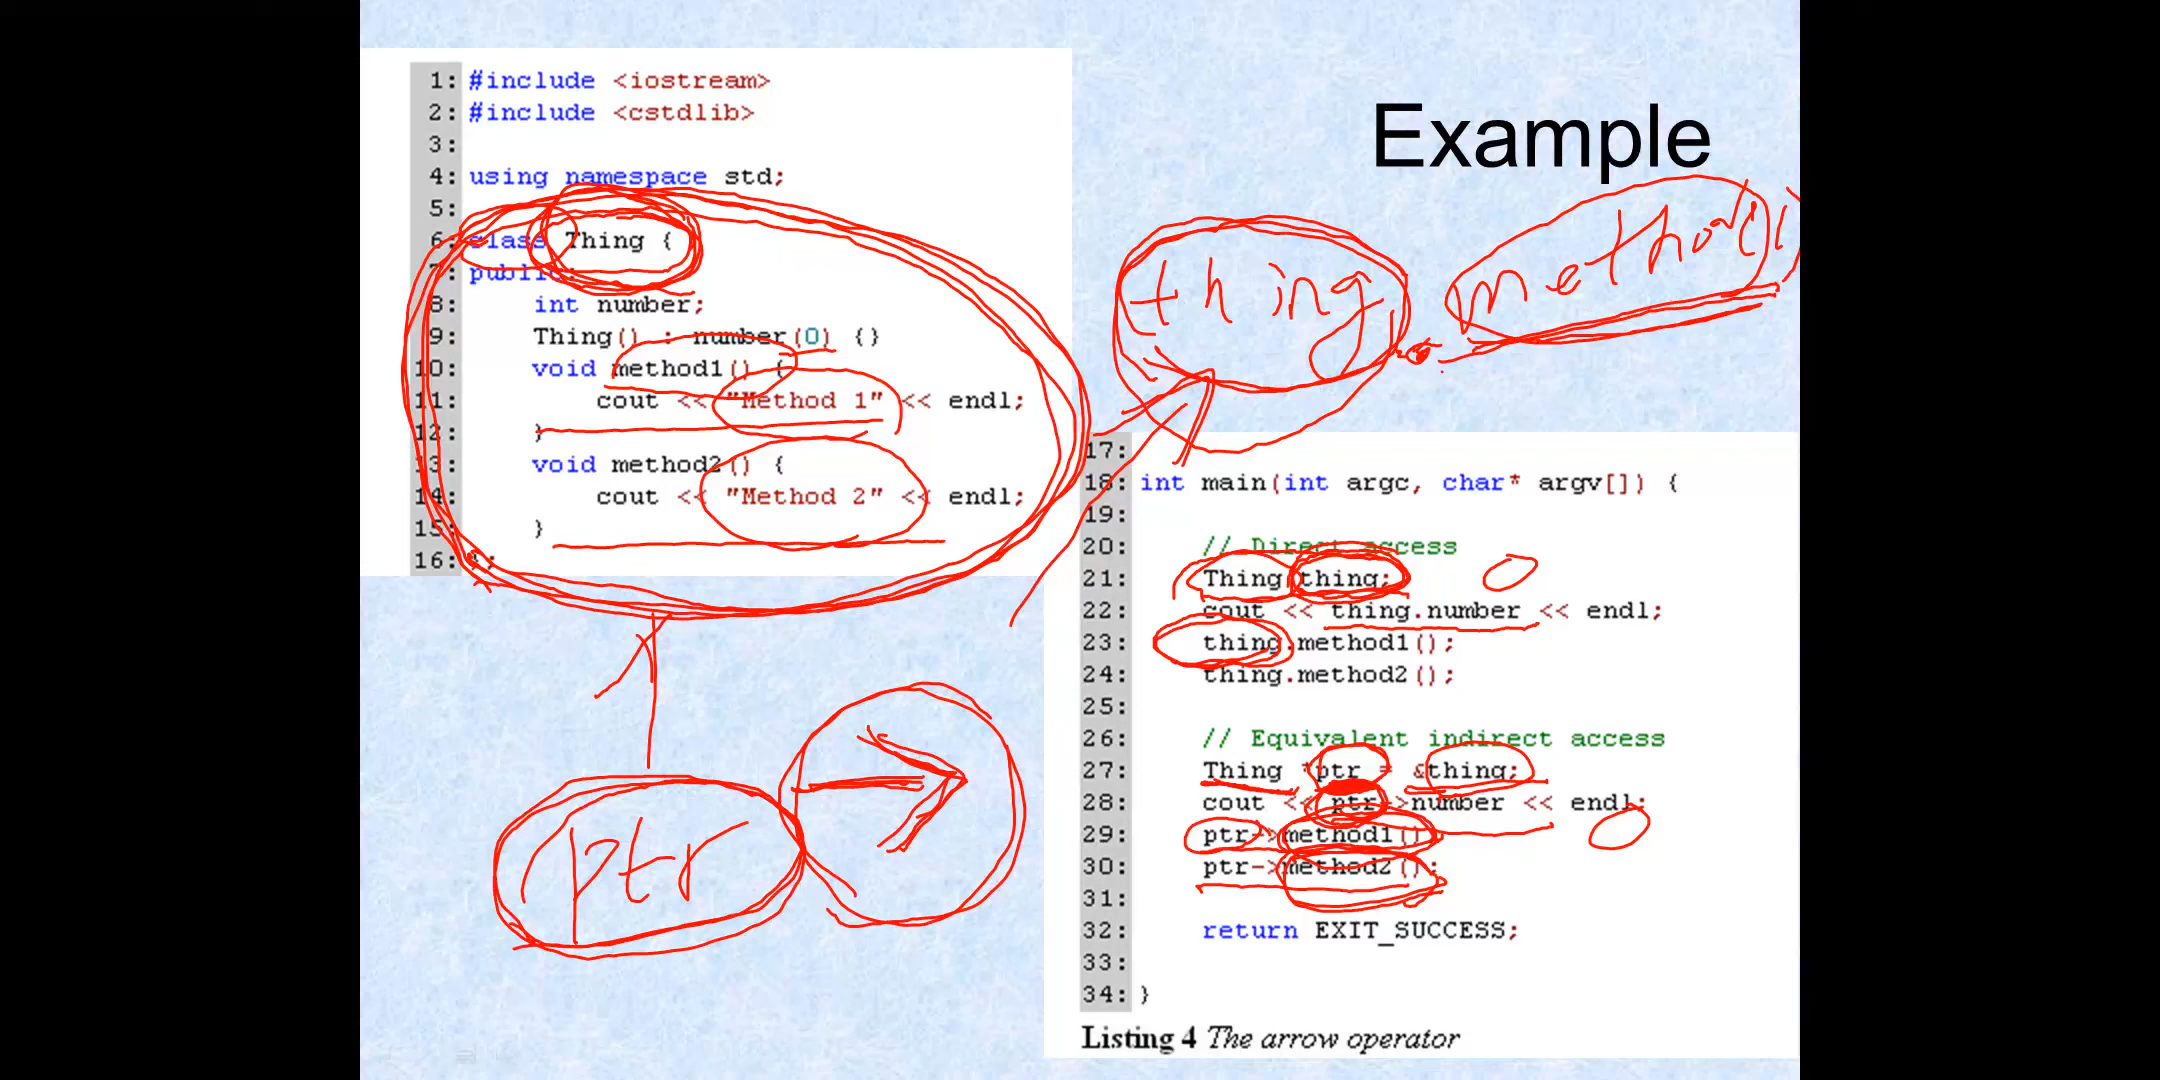 Example
1: #include <iostream>
2: #include <cstdlib>
3:
4: using namespace std;
5:
6: class Thing {
7: public:
8: int number;
9: Thing() : number(0) {}
10: void method1() {
11: cout << "Method 1" << endl;
12: }
13: void method2() {
14: cout << "Method 2" << endl;
15: }
16: };
thing . method1()
ptr →
17:
18: int main(int argc, char* argv[]) {
19:
20: // Direct access
21: Thing thing;
22: cout << thing.number << endl;
23: thing.method1();
24: thing.method2();
25:
26: // Equivalent indirect access
27: Thing *ptr = &thing;
28: cout << ptr->number << endl;
29: ptr->method1();
30: ptr->method2();
31:
32: return EXIT_SUCCESS;
33:
34: }
Listing 4 The arrow operator